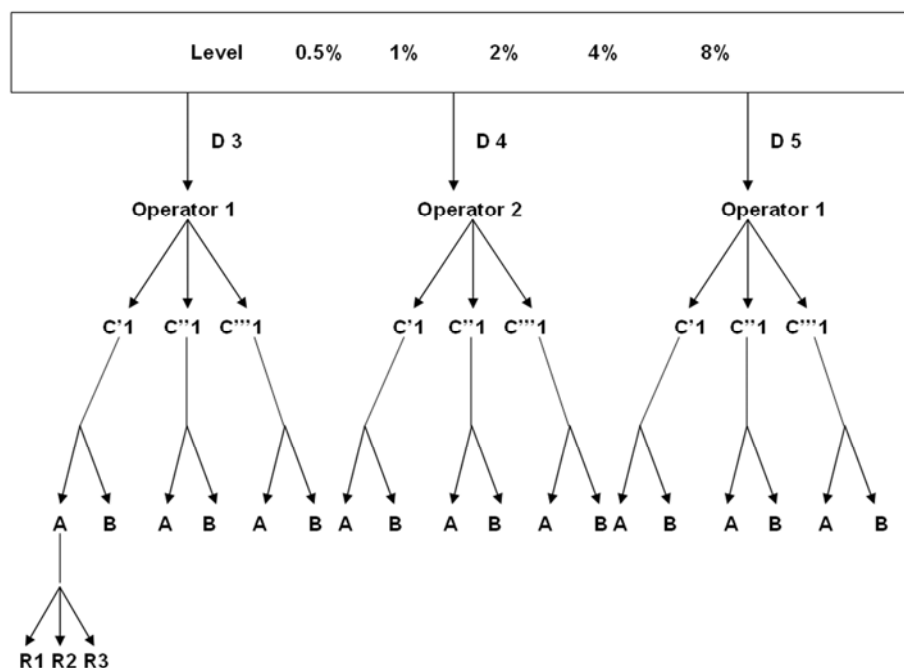 Level 0.5% 1% 2% 4% 8%
D 3 D 4 D 5
Operator 1 Operator 2 Operator 1
C'1 C''1 C'''1 C'1 C''1 C'''1 C'1 C''1 C'''1
A B A B A B A B A B A B A B A B A B
R1 R2 R3